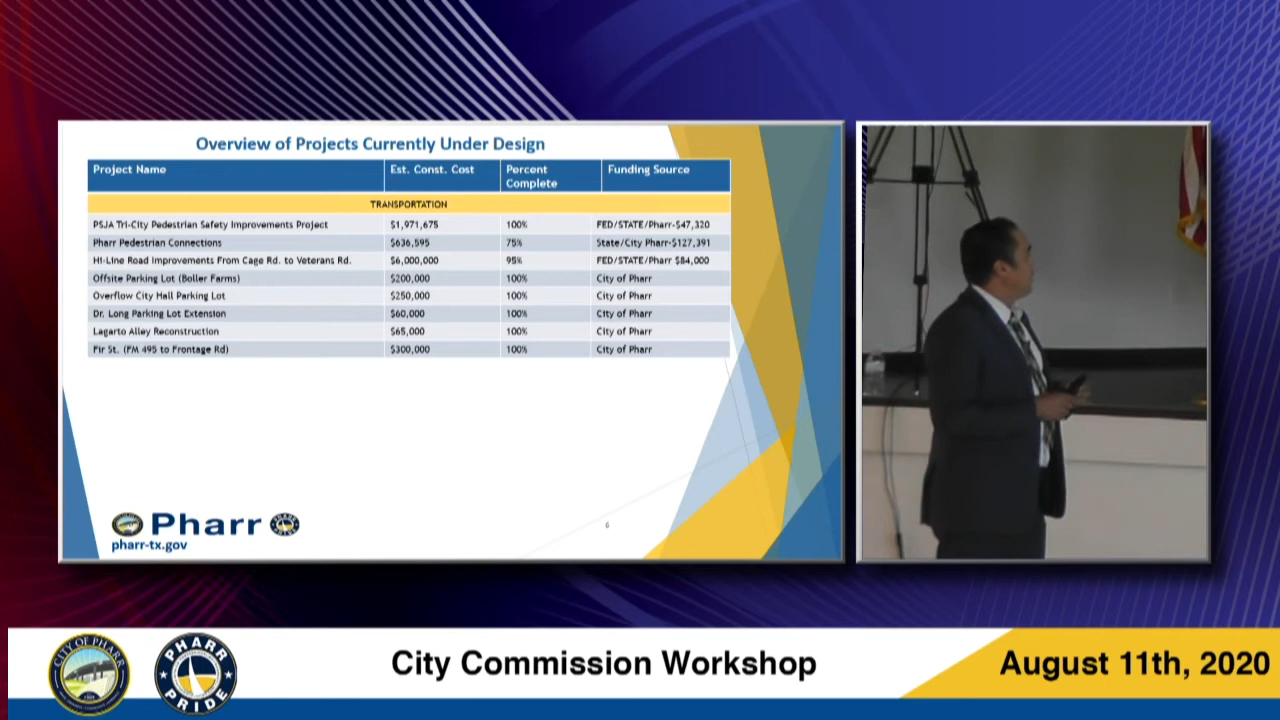 Overview of Projects Currently Under Design
Project Name Est. Const. Cost Percent Complete Funding Source
TRANSPORTATION
PSJA Tri-City Pedestrian Safety Improvements Project $1,971,675 100% FED/STATE/Pharr-$47,320
Pharr Pedestrian Connections $636,595 75% State/City Pharr-$127,391
Hi-Line Road Improvements From Cage Rd. to Veterans Rd. $6,000,000 95% FED/STATE/Pharr $84,000
Offsite Parking Lot (Boller Farms) $200,000 100% City of Pharr
Overflow City Hall Parking Lot $250,000 100% City of Pharr
Dr. Long Parking Lot Extension $60,000 100% City of Pharr
Lagarto Alley Reconstruction $65,000 100% City of Pharr
Fir St. (FM 495 to Frontage Rd) $300,000 100% City of Pharr
Pharr
pharr-tx.gov
6
CITY OF PHARR
PHARR PRIDE
City Commission Workshop
August 11th, 2020